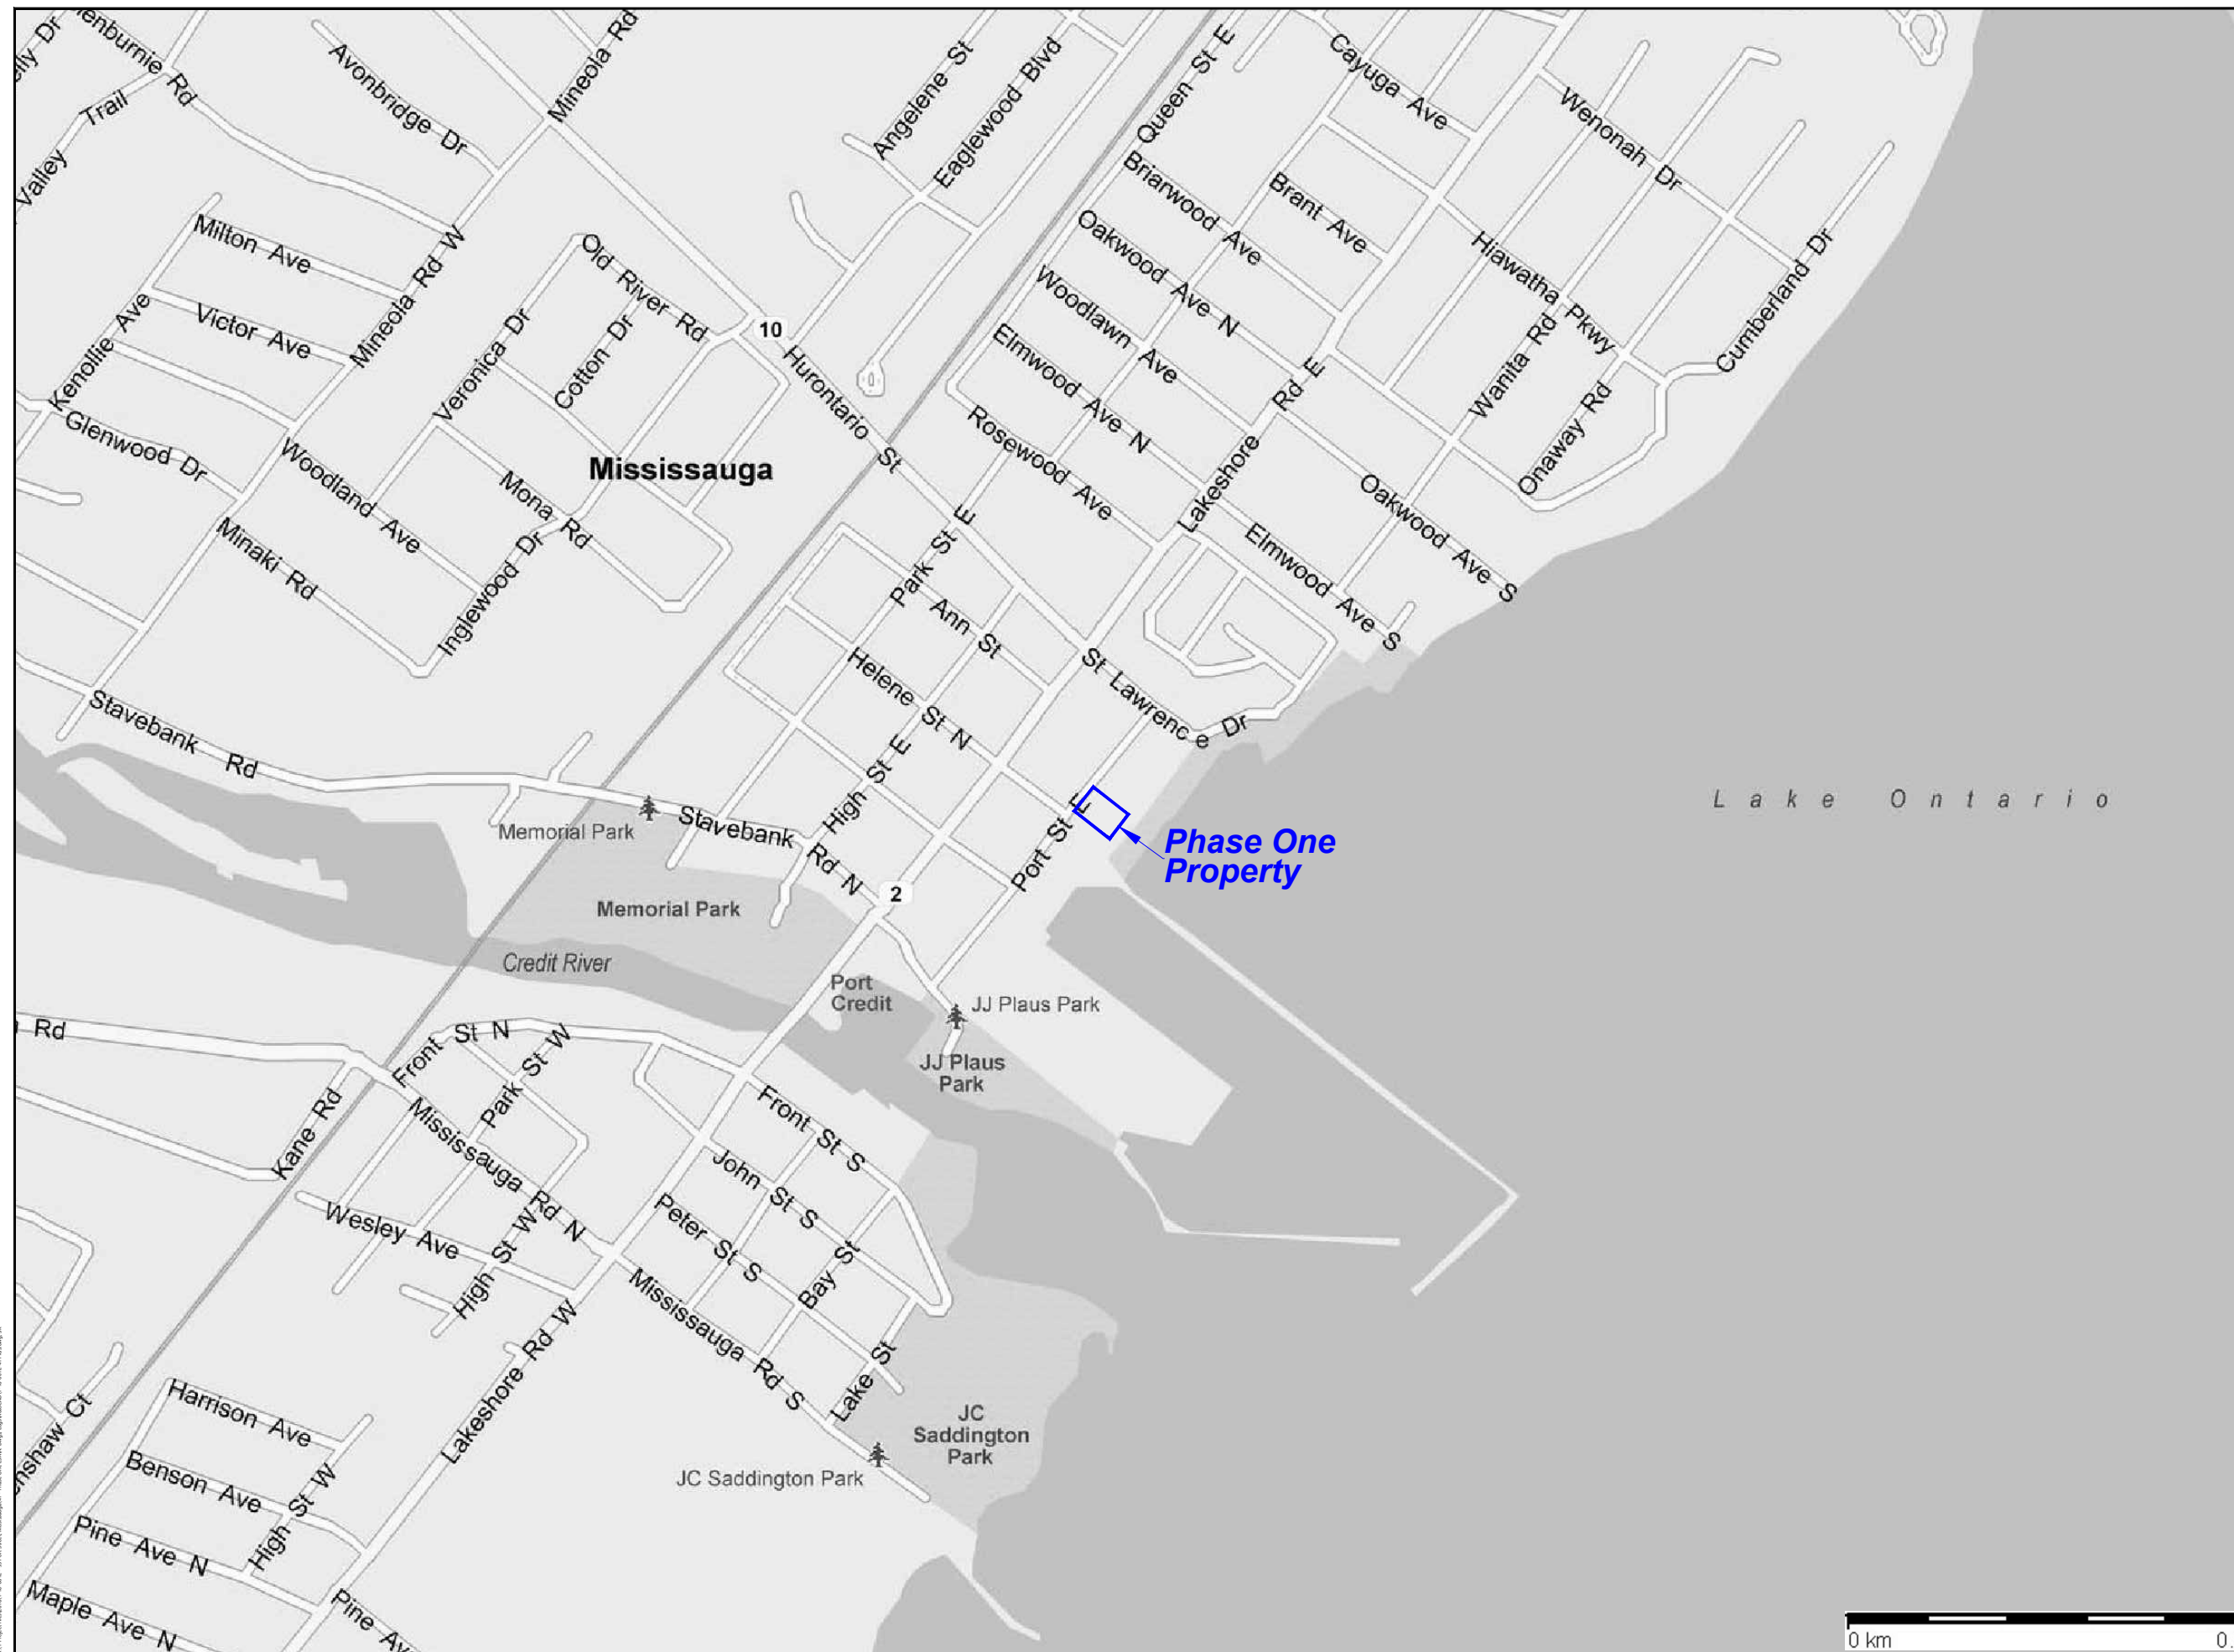 Trail
Valley
Avonbridge Dr
Mineola Rd
Angelene St
Eaglewood Blvd
Queen St E
Cayuga Ave
Wenonah Dr
Milton Ave
Mineola Rd W
Old River Rd
Briarwood Ave
Brant Ave
Oakwood Ave N
Hiawatha Pkwy
Cumberland Dr
Kenollie Ave
Victor Ave
Veronica Dr
Cotton Dr
10
Hurontario St
Woodlawn Ave
Elmwood Ave N
Lakeshore Rd E
Wanita Rd
Onaway Rd
Glenwood Dr
Woodland Ave
Mona Rd
Mississauga
Rosewood Ave
Oakwood Ave S
Minaki Rd
Inglewood Dr
Park St E
Ann St
Elmwood Ave S
Helene St N
St Lawrence Dr
Stavebank Rd
High St E
Memorial Park
Stavebank Rd N
Port St E
Phase One
Property
Lake Ontario
Memorial Park
2
Credit River
Port
Credit
JJ Plaus Park
Rd
Front St N
Park St W
JJ Plaus
Park
Kane Rd
Mississauga Rd N
Front St S
John St S
Wesley Ave
High St W
Peter St S
Bay St
Mississauga Rd S
Lakeshore Rd W
Lake St
Harrison Ave
JC
Saddington
Park
Benson Ave
High St W
JC Saddington Park
Pine Ave N
Maple Ave N
Pine
0 km
0